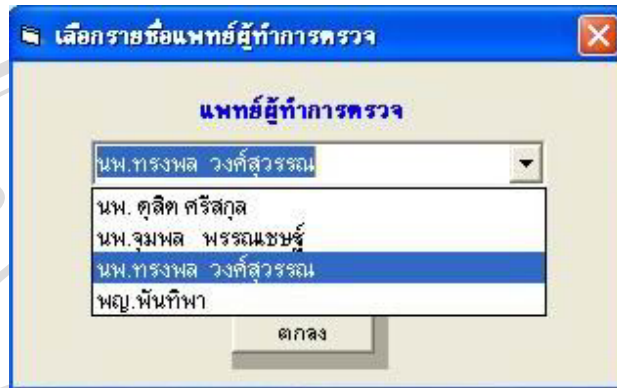 เลือกรายชื่อแพทย์ผู้ทำการตรวจ
แพทย์ผู้ทำการตรวจ
นพ.ทรงพล วงศ์สุวรรณ
นพ. ดุสิต ศรีสกุล
นพ.จุมพล พรรณเชษฐ์
นพ.ทรงพล วงศ์สุวรรณ
พญ.พันทิพา
ตกลง